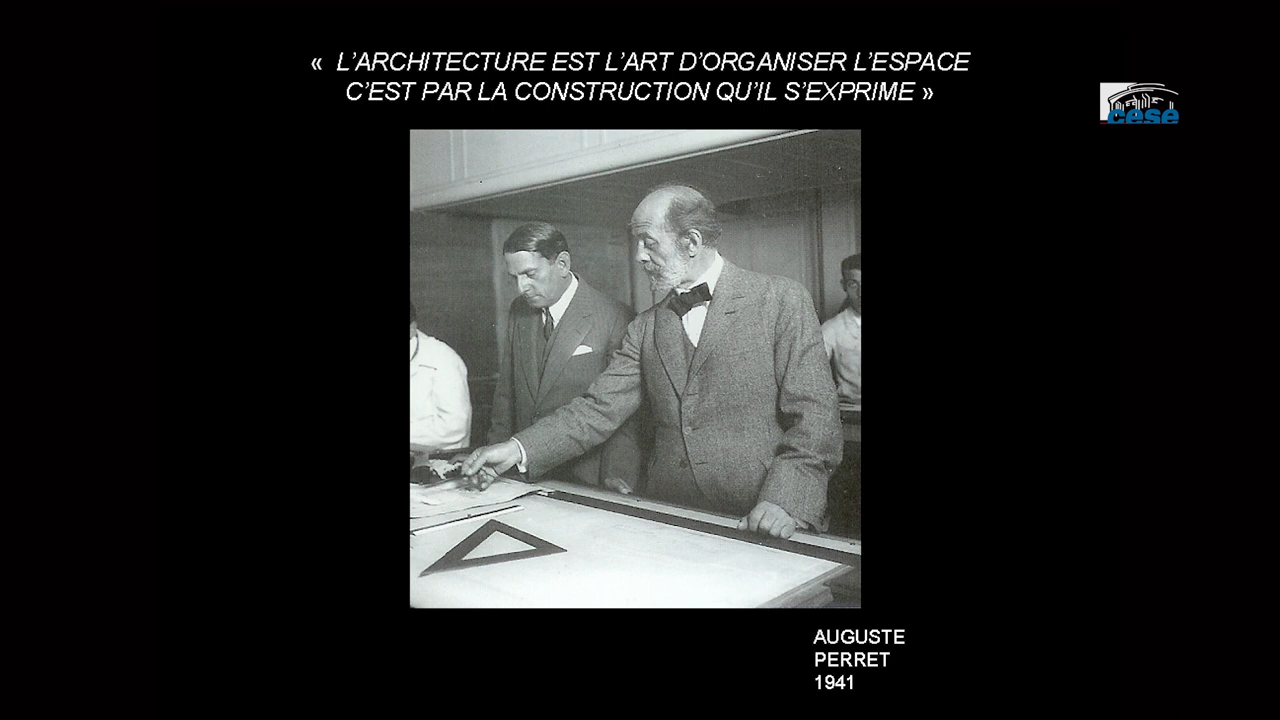 « L’ARCHITECTURE EST L’ART D’ORGANISER L’ESPACE
C’EST PAR LA CONSTRUCTION QU’IL S’EXPRIME »
cese
AUGUSTE
PERRET
1941